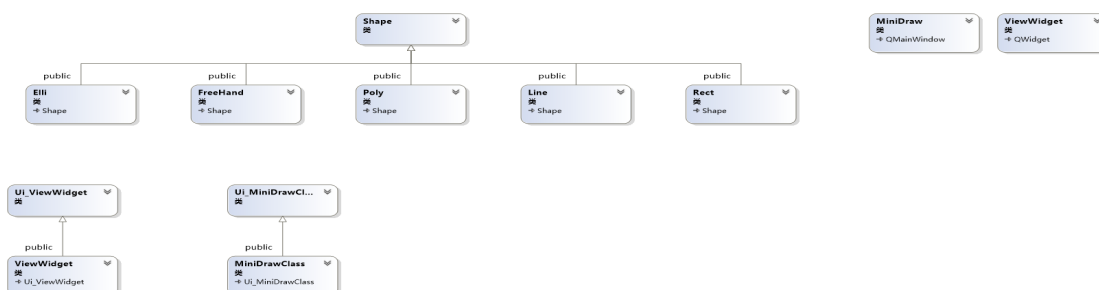 Shape
类
MiniDraw
类
QMainWindow
ViewWidget
类
QWidget
public
public
public
public
public
Elli
类
Shape
FreeHand
类
Shape
Poly
类
Shape
Line
类
Shape
Rect
类
Shape
Ui_ViewWidget
类
Ui_MiniDrawCl...
类
public
public
ViewWidget
类
Ui_ViewWidget
MiniDrawClass
类
Ui_MiniDrawClass